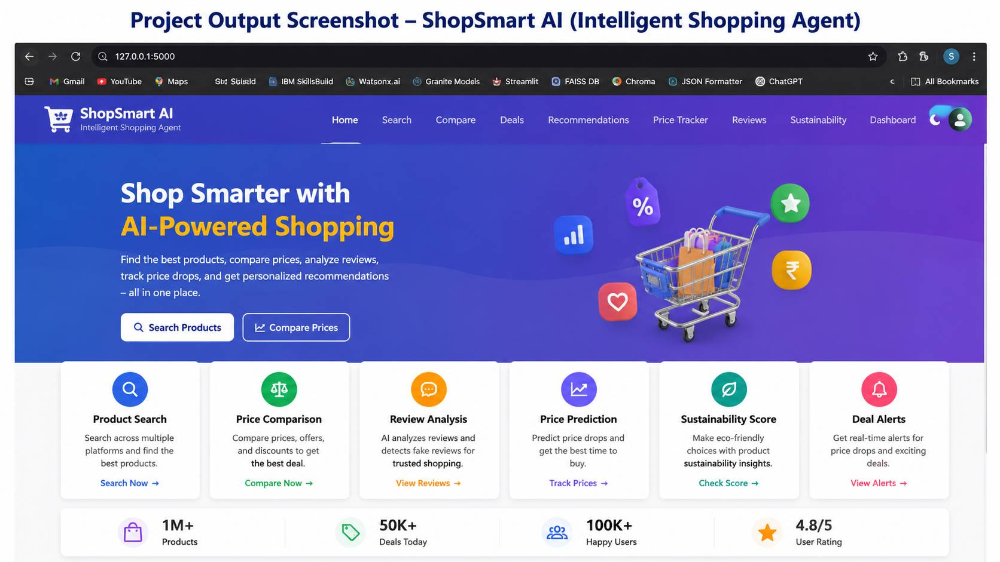 Project Output Screenshot – ShopSmart AI (Intelligent Shopping Agent)
127.0.0.1:5000
S
Gmail
YouTube
Maps
IBM SkillsBuild
Watsonx.ai
Granite Models
Streamlit
FAISS DB
Chroma
JSON Formatter
ChatGPT
All Bookmarks
ShopSmart AI
Intelligent Shopping Agent
Home
Search
Compare
Deals
Recommendations
Price Tracker
Reviews
Sustainability
Dashboard
Shop Smarter with
AI-Powered Shopping
Find the best products, compare prices, analyze reviews,
track price drops, and get personalized recommendations
– all in one place.
Search Products
Compare Prices
%
₹
Product Search
Search across multiple
platforms and find the
best products.
Search Now →
Price Comparison
Compare prices, offers,
and discounts to get
the best deal.
Compare Now →
Review Analysis
AI analyzes reviews and
detects fake reviews for
trusted shopping.
View Reviews →
Price Prediction
Predict price drops and
get the best time to
buy.
Track Prices →
Sustainability Score
Make eco-friendly
choices with product
sustainability insights.
Check Score →
Deal Alerts
Get real-time alerts for
price drops and exciting
deals.
View Alerts →
1M+
Products
50K+
Deals Today
100K+
Happy Users
4.8/5
User Rating